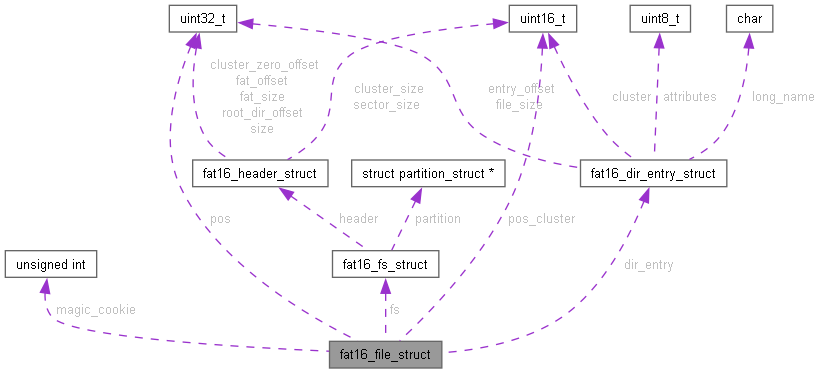 uint32_t
uint16_t
uint8_t
char
cluster_zero_offset
fat_offset
fat_size
root_dir_offset
size
cluster_size
sector_size
entry_offset
file_size
cluster
attributes
long_name
fat16_header_struct
struct partition_struct *
fat16_dir_entry_struct
pos
header
partition
pos_cluster
unsigned int
fat16_fs_struct
dir_entry
magic_cookie
fs
fat16_file_struct